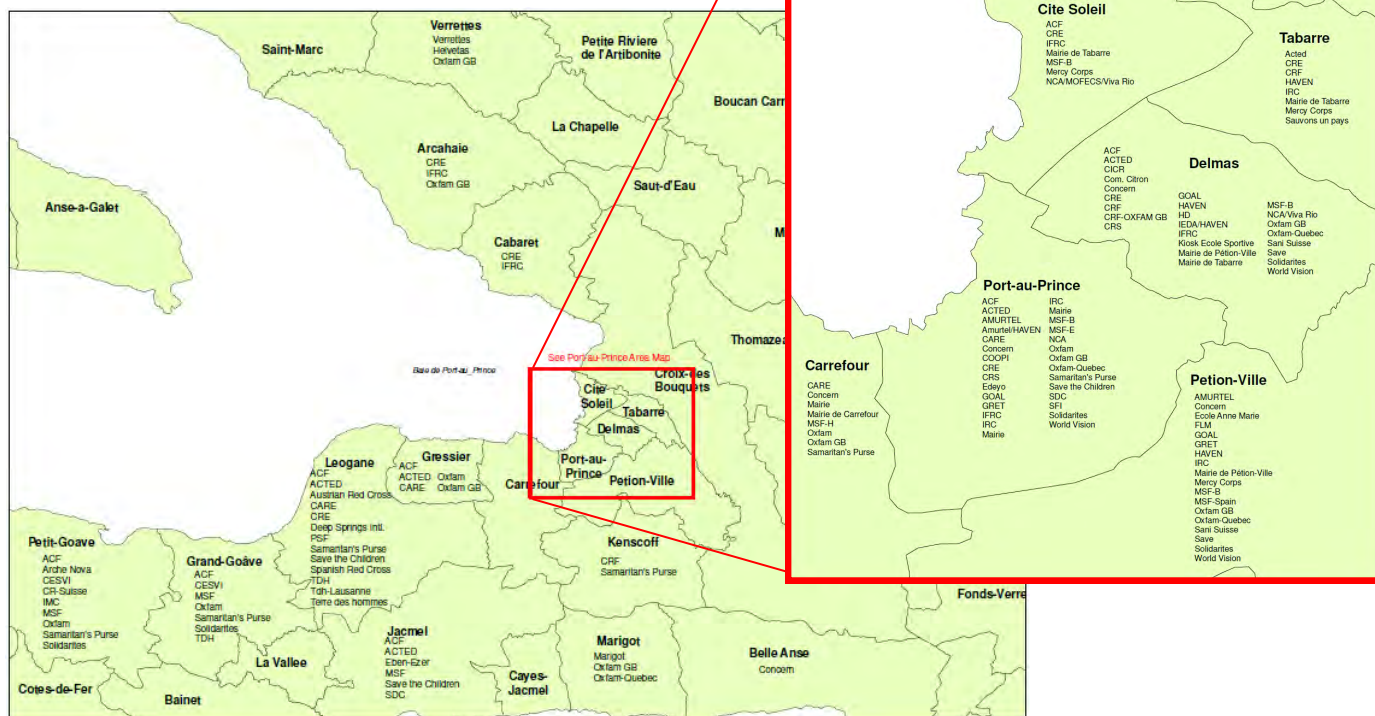 Saint-Marc
Verrettes
Verrettes
Helvetas
Oxfam GB
Petite Riviere
de l'Artibonite
Boucan Carr
La Chapelle
Arcahaie
CRE
IFRC
Oxfam GB
Saut-d'Eau
Anse-a-Galet
Cabaret
CRE
IFRC
M
Thomazea
See Port-au-Prince Area Map
Baie de Port-au_Prince
Croix-des
Bouquets
Cite
Soleil
Tabarre
Delmas
Port-au-
Prince
Petion-Ville
Carrefour
Gressier
ACF
ACTED
CARE
Oxfam
Oxfam GB
Leogane
ACF
ACTED
Austrian Red Cross
CARE
CRE
Deep Springs Intl.
PSF
Samaritan's Purse
Save the Children
Spanish Red Cross
TDH
Tdh-Lausanne
Terre des hommes
Petit-Goave
ACF
Arche Nova
CESVI
CR-Suisse
IMC
MSF
Oxfam
Samaritan's Purse
Solidarites
Grand-Goâve
ACF
CESVI
MSF
Oxfam
Samaritan's Purse
Solidarites
TDH
Kenscoff
CRF
Samaritan's Purse
Fonds-Verre
Jacmel
ACF
ACTED
Eben-Ezer
MSF
Save the Children
SDC
La Vallee
Cayes-
Jacmel
Marigot
Marigot
Oxfam GB
Oxfam-Quebec
Belle Anse
Concern
Cotes-de-Fer
Bainet
Cite Soleil
ACF
CRE
IFRC
Mairie de Tabarre
MSF-B
Mercy Corps
NCA/MOFECS/Viva Rio
Tabarre
Acted
CRE
CRF
HAVEN
IRC
Mairie de Tabarre
Mercy Corps
Sauvons un pays
Delmas
ACF
ACTED
CICR
Com. Citron
Concern
CRE
CRF
CRF-OXFAM GB
CRS
GOAL
HAVEN
HD
IEDA/HAVEN
IFRC
Kiosk Ecole Sportive
Mairie de Pétion-Ville
Mairie de Tabarre
MSF-B
NCA/Viva Rio
Oxfam GB
Oxfam-Quebec
Sani Suisse
Save
Solidarites
World Vision
Port-au-Prince
ACF
ACTED
AMURTEL
Amurtel/HAVEN
CARE
Concern
COOPI
CRE
CRS
Edeyo
GOAL
GRET
IFRC
IRC
Mairie
IRC
Mairie
MSF-B
MSF-E
NCA
Oxfam
Oxfam GB
Oxfam-Quebec
Samaritan's Purse
Save the Children
SDC
SFI
Solidarites
World Vision
Carrefour
CARE
Concern
Mairie
Mairie de Carrefour
MSF-H
Oxfam
Oxfam GB
Samaritan's Purse
Petion-Ville
AMURTEL
Concern
Ecole Anne Marie
FLM
GOAL
GRET
HAVEN
IRC
Mairie de Pétion-Ville
Mercy Corps
MSF-B
MSF-Spain
Oxfam GB
Oxfam-Quebec
Sani Suisse
Save
Solidarites
World Vision